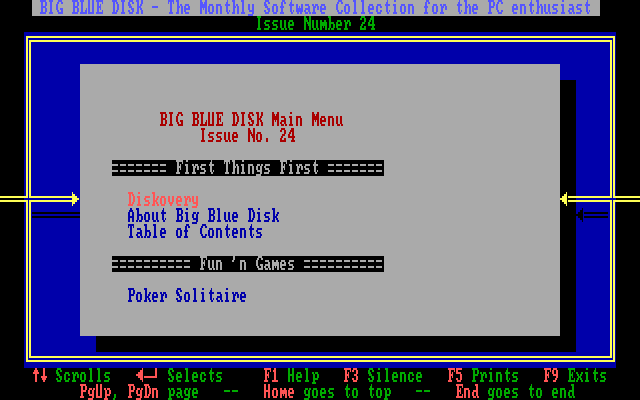 BIG BLUE DISK - The Monthly Software Collection for the PC enthusiast
Issue Number 24
BIG BLUE DISK Main Menu
Issue No. 24
======= First Things First =======
Diskovery
About Big Blue Disk
Table of Contents
========== Fun 'n Games ==========
Poker Solitaire
↑↓ Scrolls ◄─┘ Selects F1 Help F3 Silence F5 Prints F9 Exits
PgUp, PgDn page -- Home goes to top -- End goes to end